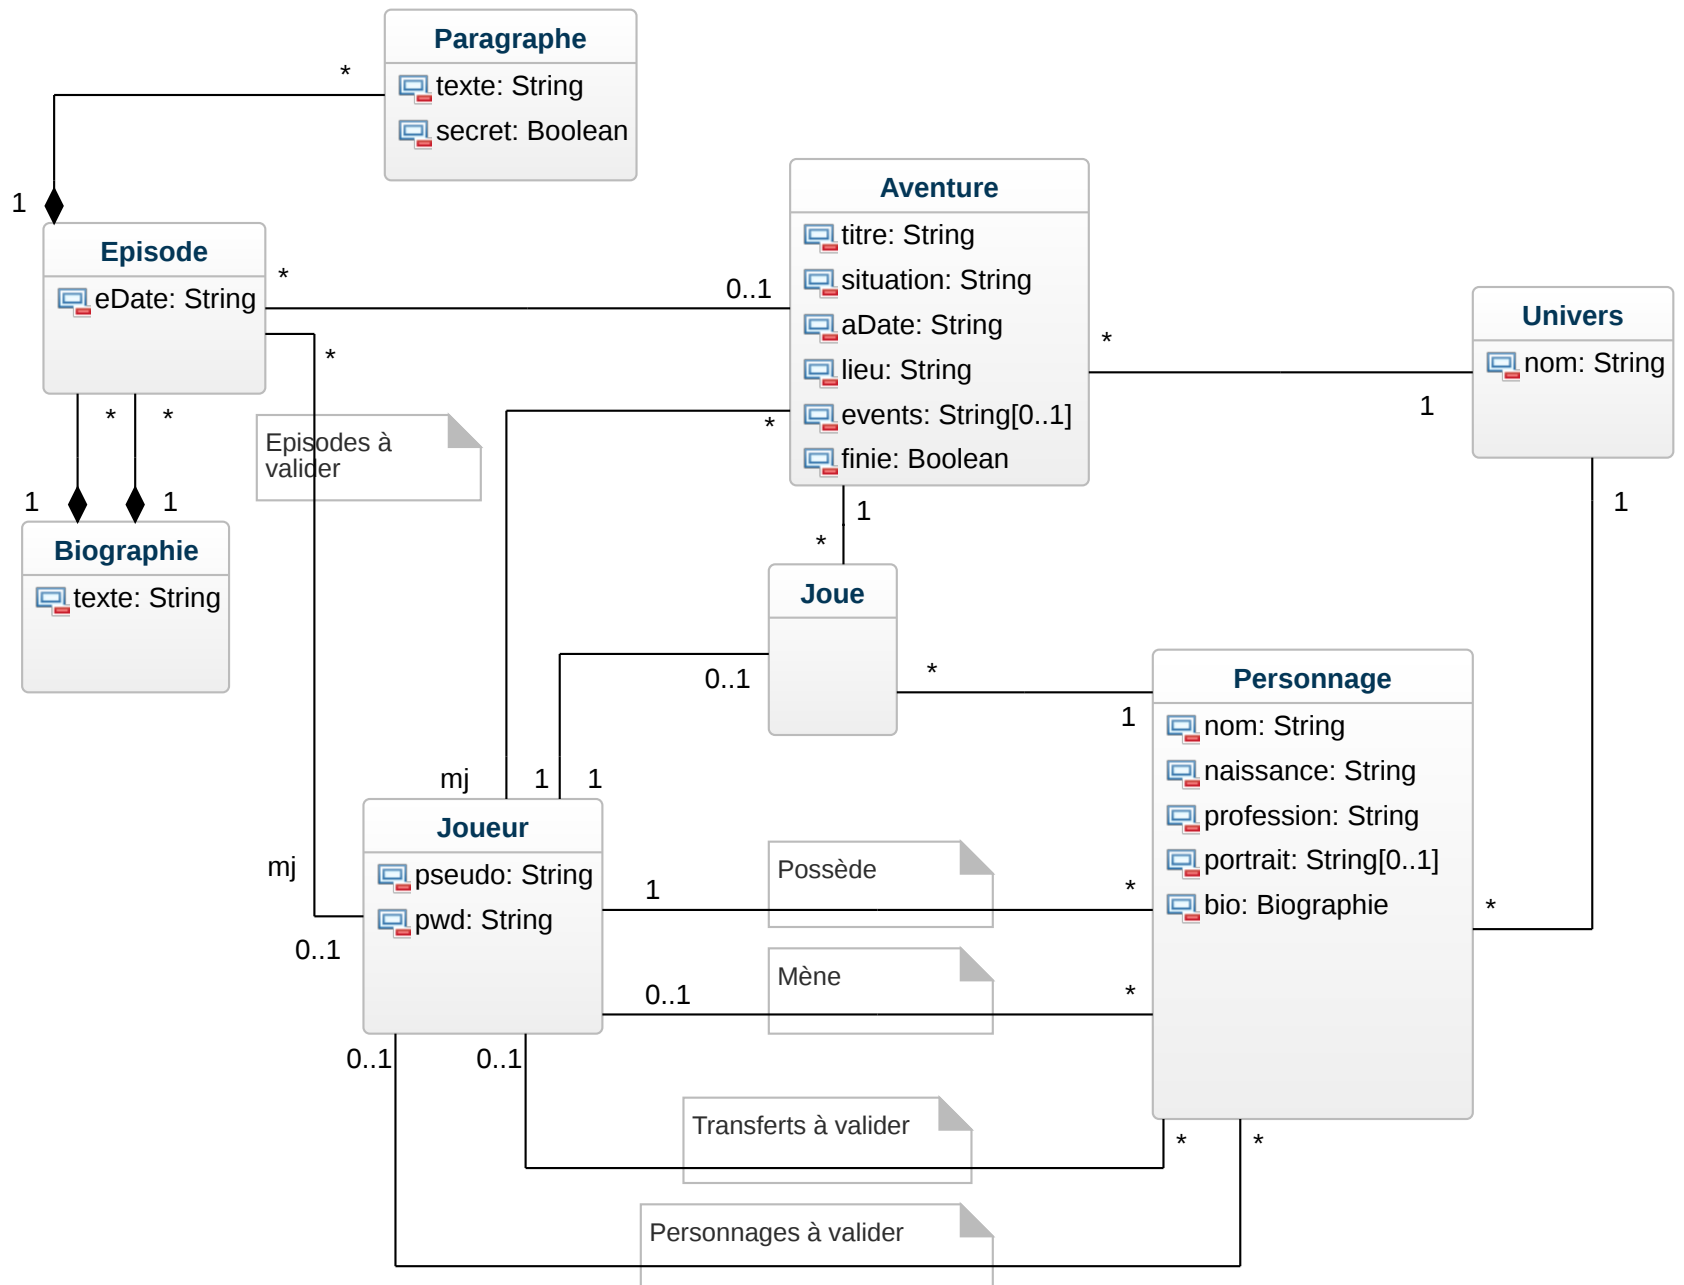 Paragraphe
*
texte: String
secret: Boolean
1
Aventure
Episode
titre: String
*
eDate: String
situation: String
0..1
Univers
aDate: String
*
*
nom: String
lieu: String
1
events: String[0..1]
*
*
*
Episodes à
valider
finie: Boolean
1
1
1
1
*
Biographie
texte: String
Joue
0..1
*
Personnage
1
nom: String
mj
1
1
naissance: String
Joueur
profession: String
mj
pseudo: String
Possède
portrait: String[0..1]
1
*
pwd: String
bio: Biographie
*
0..1
Mène
0..1
*
0..1
0..1
Transferts à valider
*
*
Personnages à valider